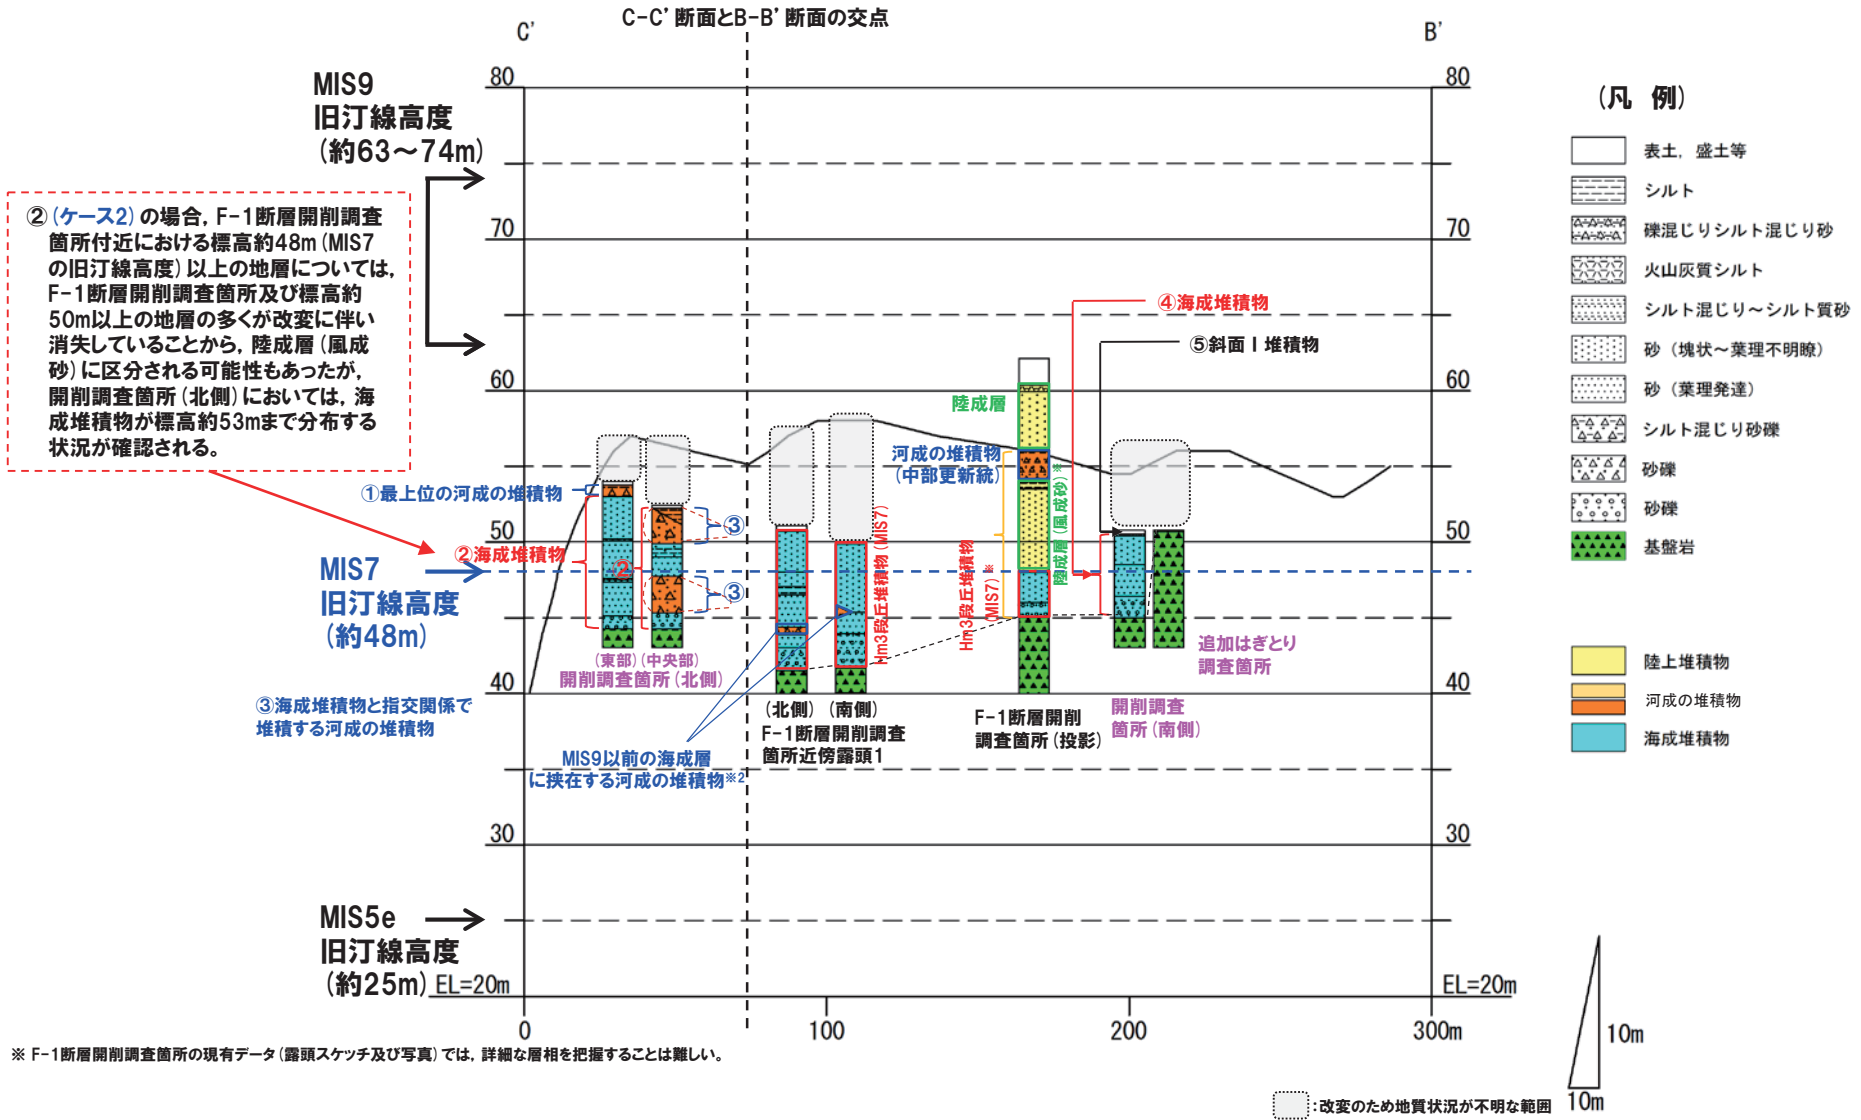 C-C’断面とB-B’断面の交点
C’
B’
MIS9
旧汀線高度
(約63～74m)
80
80
70
70
60
60
50
50
40
40
30
30
②(ケース2)の場合，F-1断層開削調査
箇所付近における標高約48m(MIS7
の旧汀線高度)以上の地層については，
F-1断層開削調査箇所及び標高約
50m以上の地層の多くが改変に伴い
消失していることから，陸成層(風成
砂)に区分される可能性もあったが，
開削調査箇所(北側)においては，海
成堆積物が標高約53mまで分布する
状況が確認される。
④海成堆積物
⑤斜面Ⅰ堆積物
陸成層
河成の堆積物
(中部更新統)
①最上位の河成の堆積物
②海成堆積物
②
③
③
MIS7
旧汀線高度
(約48m)
Hm3段丘堆積物(MIS7)
Hm3段丘堆積物
(MIS7)※
陸成層(風成砂)※
(東部)(中央部)
開削調査箇所(北側)
③海成堆積物と指交関係で
堆積する河成の堆積物
(北側) (南側)
F-1断層開削調査
箇所近傍露頭1
MIS9以前の海成層
に挟在する河成の堆積物※2
F-1断層開削
調査箇所(投影)
開削調査
箇所(南側)
追加はぎとり
調査箇所
MIS5e
旧汀線高度
(約25m)
EL=20m
EL=20m
0
100
200
300m
※ F-1断層開削調査箇所の現有データ(露頭スケッチ及び写真)では，詳細な層相を把握することは難しい。
(凡 例)
表土，盛土等
シルト
礫混じりシルト混じり砂
火山灰質シルト
シルト混じり～シルト質砂
砂（塊状～葉理不明瞭）
砂（葉理発達）
シルト混じり砂礫
砂礫
砂礫
基盤岩
陸上堆積物
河成の堆積物
海成堆積物
10m
10m
:改変のため地質状況が不明な範囲